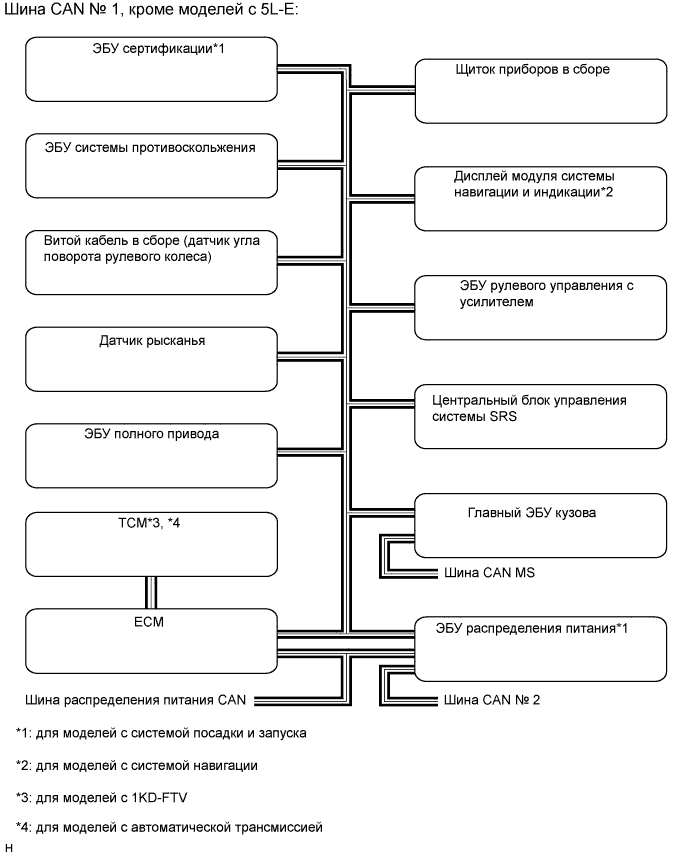 Шина CAN № 1, кроме моделей с 5L-E:
ЭБУ сертификации*1
Щиток приборов в сборе
ЭБУ системы противоскольжения
Дисплей модуля системы
навигации и индикации*2
Витой кабель в сборе (датчик угла
поворота рулевого колеса)
ЭБУ рулевого управления с
усилителем
Датчик рысканья
Центральный блок управления
системы SRS
ЭБУ полного привода
Главный ЭБУ кузова
TCM*3, *4
Шина CAN MS
ECM
ЭБУ распределения питания*1
Шина распределения питания CAN
Шина CAN № 2
*1: для моделей с системой посадки и запуска
*2: для моделей с системой навигации
*3: для моделей с 1KD-FTV
*4: для моделей с автоматической трансмиссией
H